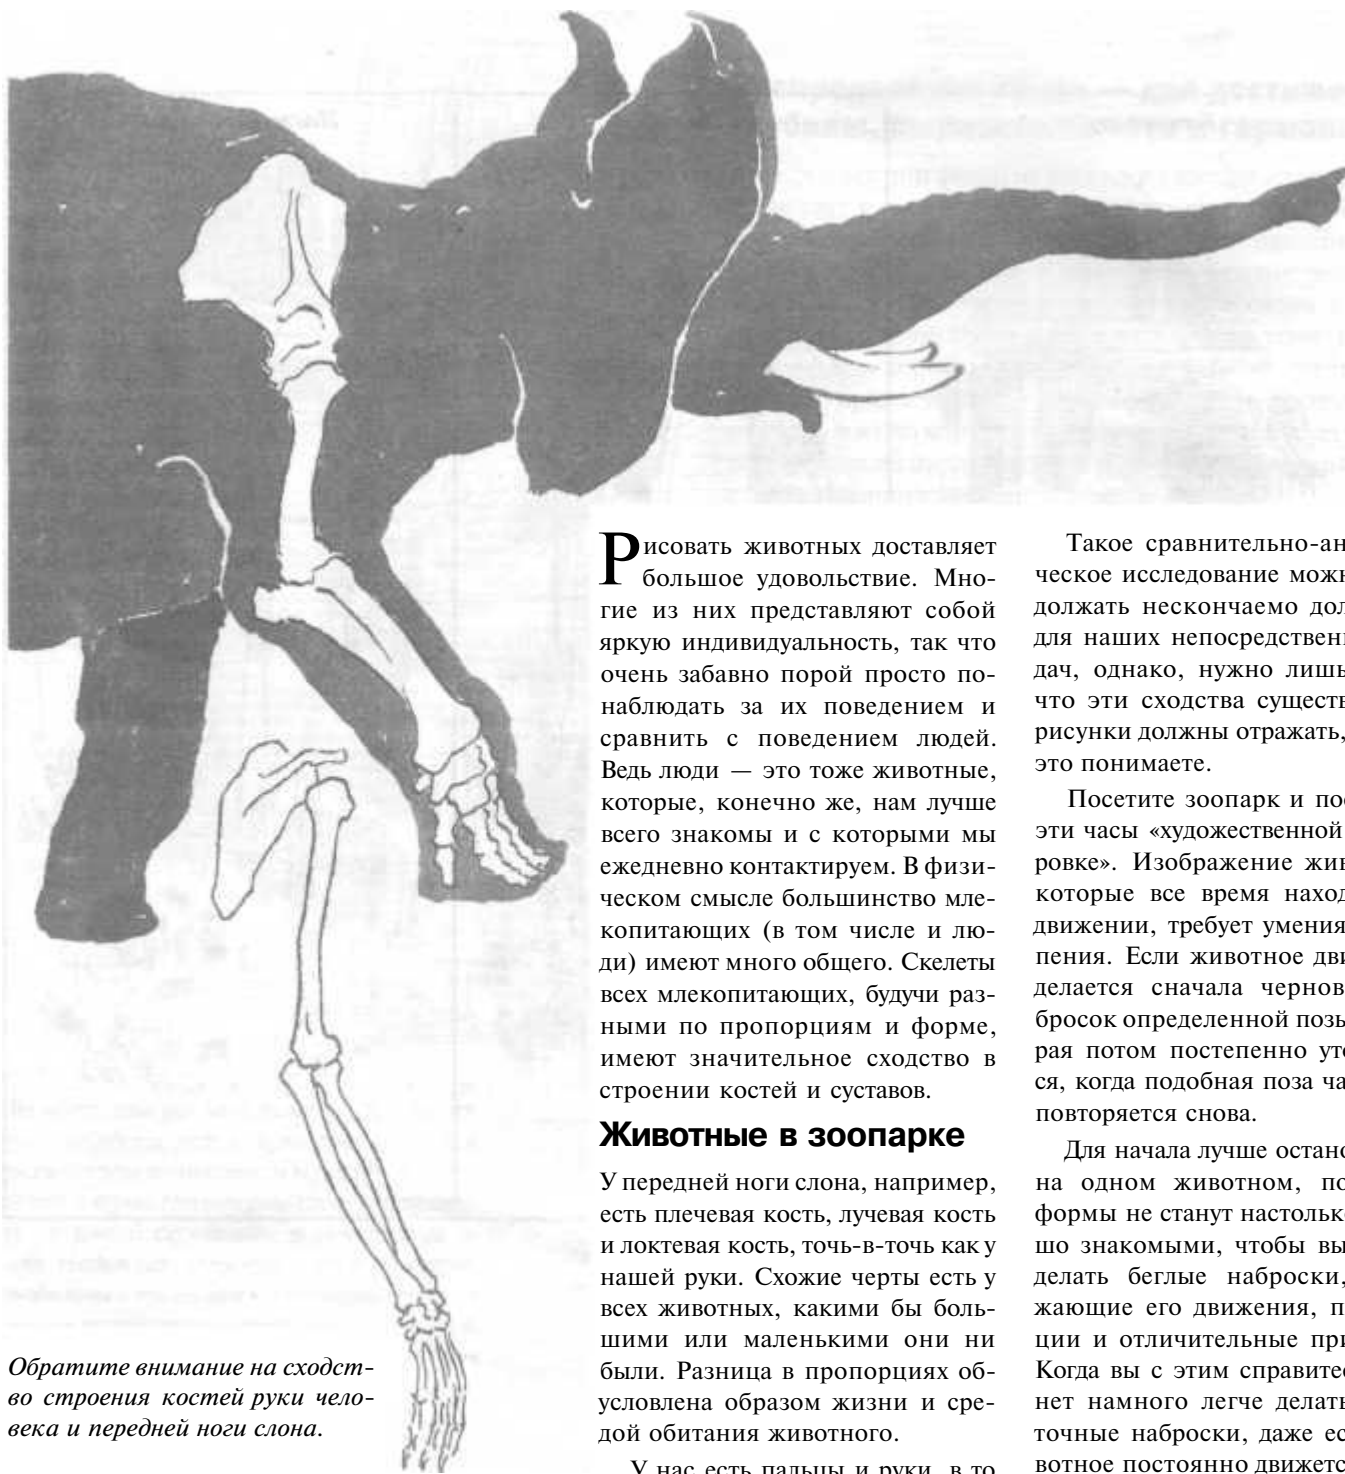 Рисовать животных доставляет
большое удовольствие. Мно-
гие из них представляют собой
яркую индивидуальность, так что
очень забавно порой просто по-
наблюдать за их поведением и
сравнить с поведением людей.
Ведь люди — это тоже животные,
которые, конечно же, нам лучше
всего знакомы и с которыми мы
ежедневно контактируем. В физи-
ческом смысле большинство мле-
копитающих (в том числе и лю-
ди) имеют много общего. Скелеты
всех млекопитающих, будучи раз-
ными по пропорциям и форме,
имеют значительное сходство в
строении костей и суставов.
Животные в зоопарке
У передней ноги слона, например,
есть плечевая кость, лучевая кость
и локтевая кость, точь-в-точь как у
нашей руки. Схожие черты есть у
всех животных, какими бы боль-
шими или маленькими они ни
были. Разница в пропорциях об-
условлена образом жизни и сре-
дой обитания животного.
У нас есть пальцы и руки, в то
Такое сравнительно-ан
ческое исследование можн
должать нескончаемо дол
для наших непосредствен
дач, однако, нужно лишь
что эти сходства существ
рисунки должны отражать,
это понимаете.
Посетите зоопарк и пос
эти часы «художественной
ровке». Изображение жив
которые все время наход
движении, требует умения
пения. Если животное дви
делается сначала чернов
бросок определенной позы
рая потом постепенно уто
ся, когда подобная поза ча
повторяется снова.
Для начала лучше остано
на одном животном, по
формы не станут настолько
шо знакомыми, чтобы вы
делать беглые наброски,
жающие его движения, п
ции и отличительные при
Когда вы с этим справитес
нет намного легче делать
точные наброски, даже ес
вотное постоянно движетс
Обратите внимание на сходст-
во строения костей руки чело-
века и передней ноги слона.